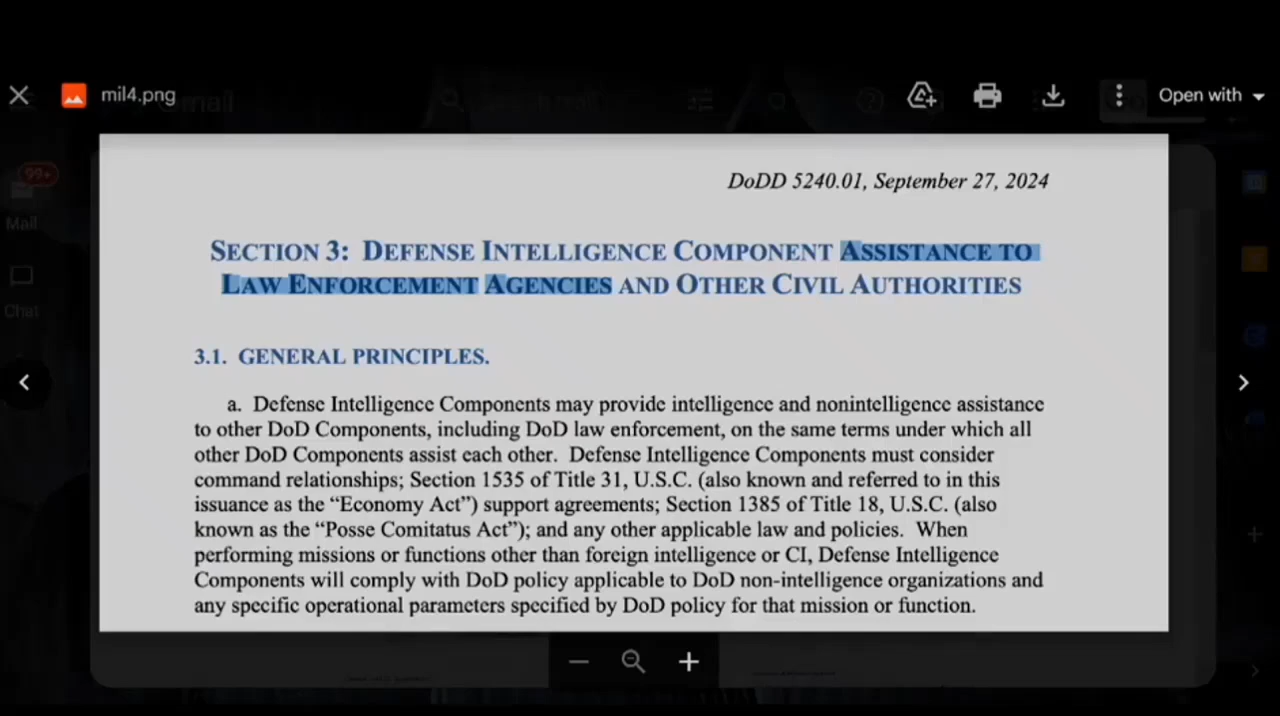 mil4.png
Open with
99+
Mail
Chat
DoDD 5240.01, September 27, 2024
SECTION 3: DEFENSE INTELLIGENCE COMPONENT ASSISTANCE TO
LAW ENFORCEMENT AGENCIES AND OTHER CIVIL AUTHORITIES
3.1. GENERAL PRINCIPLES.
a. Defense Intelligence Components may provide intelligence and nonintelligence assistance
to other DoD Components, including DoD law enforcement, on the same terms under which all
other DoD Components assist each other. Defense Intelligence Components must consider
command relationships; Section 1535 of Title 31, U.S.C. (also known and referred to in this
issuance as the “Economy Act”) support agreements; Section 1385 of Title 18, U.S.C. (also
known as the “Posse Comitatus Act”); and any other applicable law and policies. When
performing missions or functions other than foreign intelligence or CI, Defense Intelligence
Components will comply with DoD policy applicable to DoD non-intelligence organizations and
any specific operational parameters specified by DoD policy for that mission or function.